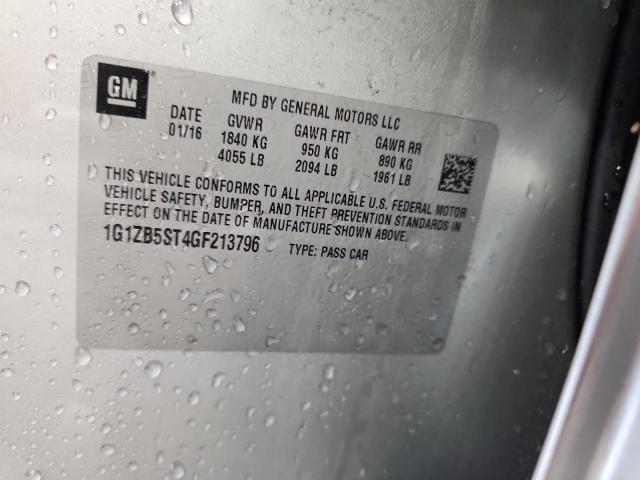 GM
MFD BY GENERAL MOTORS LLC
DATE GVWR GAWR FRT GAWR RR
01/16 1840 KG 950 KG 890 KG
4055 LB 2094 LB 1961 LB
THIS VEHICLE CONFORMS TO ALL APPLICABLE U.S. FEDERAL MOTOR
VEHICLE SAFETY, BUMPER, AND THEFT PREVENTION STANDARDS IN
EFFECT ON THE DATE OF MANUFACTURE SHOWN ABOVE.
1G1ZB5ST4GF213796 TYPE: PASS CAR